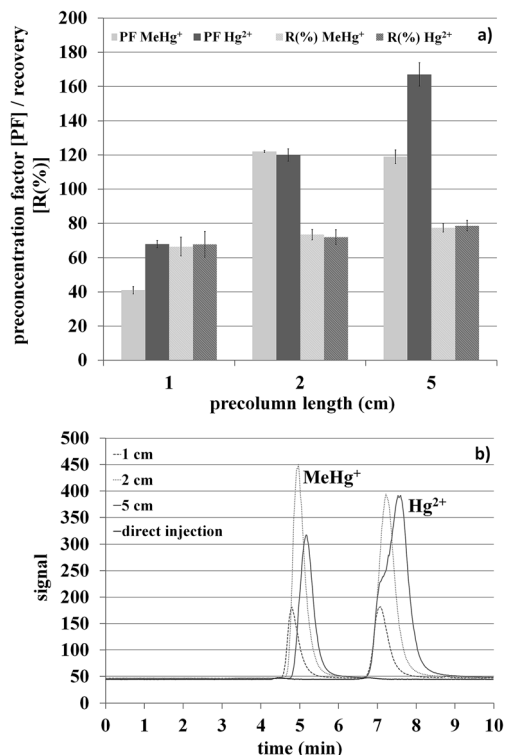 PF MeHg⁺ PF Hg²⁺ R(%) MeHg⁺ R(%) Hg²⁺ a)
preconcentration factor [PF] / recovery
[R(%)]
200
180
160
140
120
100
80
60
40
20
0
1 2 5
precolumn length (cm)
b)
1 cm
2 cm
5 cm
direct injection
MeHg⁺
Hg²⁺
signal
500
450
400
350
300
250
200
150
100
50
0
0 1 2 3 4 5 6 7 8 9 10
time (min)